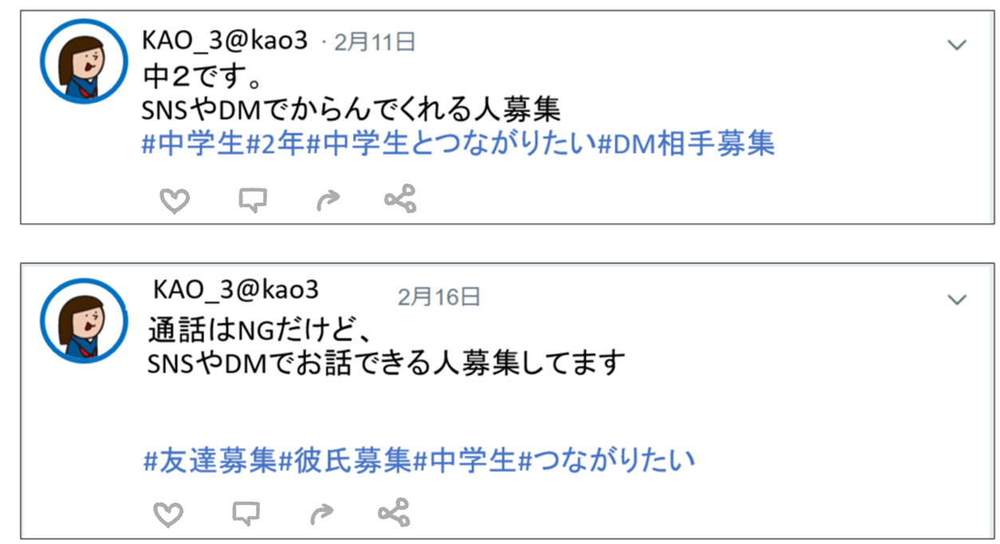 KAO_3@kao3 · 2月11日
中２です。
SNSやDMでからんでくれる人募集
#中学生#2年#中学生とつながりたい#DM相手募集
KAO_3@kao3 2月16日
通話はNGだけど、
SNSやDMでお話できる人募集してます
#友達募集#彼氏募集#中学生#つながりたい